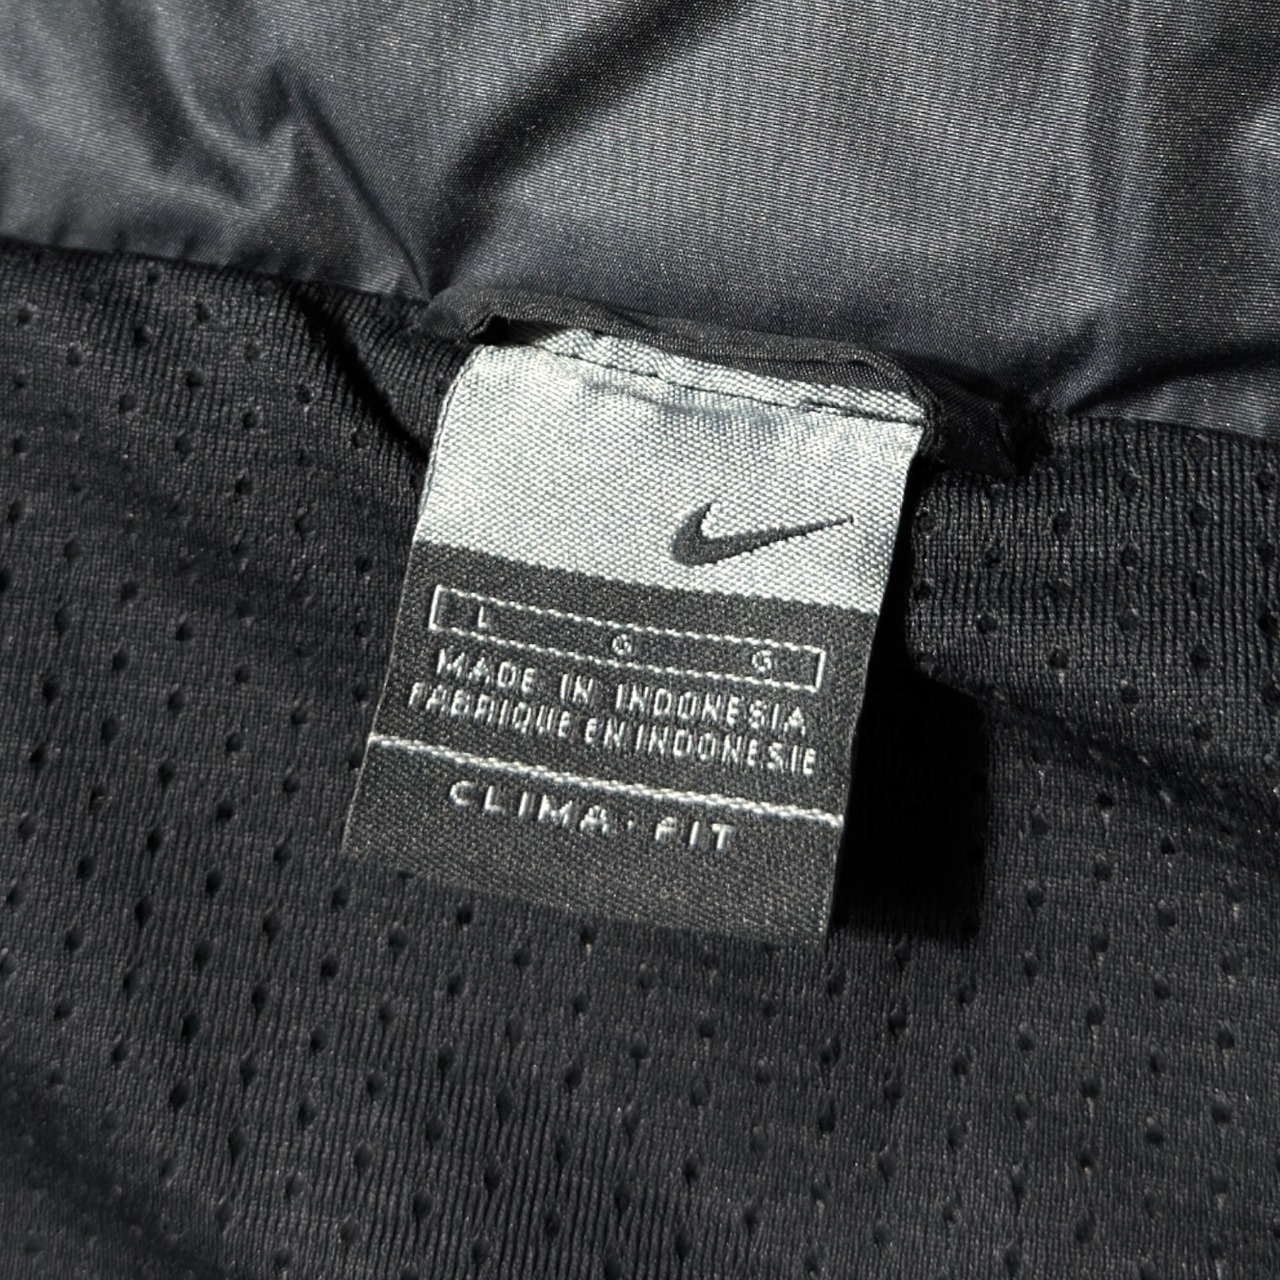 L G G
MADE IN INDONESIA
FABRIQUE EN INDONESIE
CLIMA·FIT